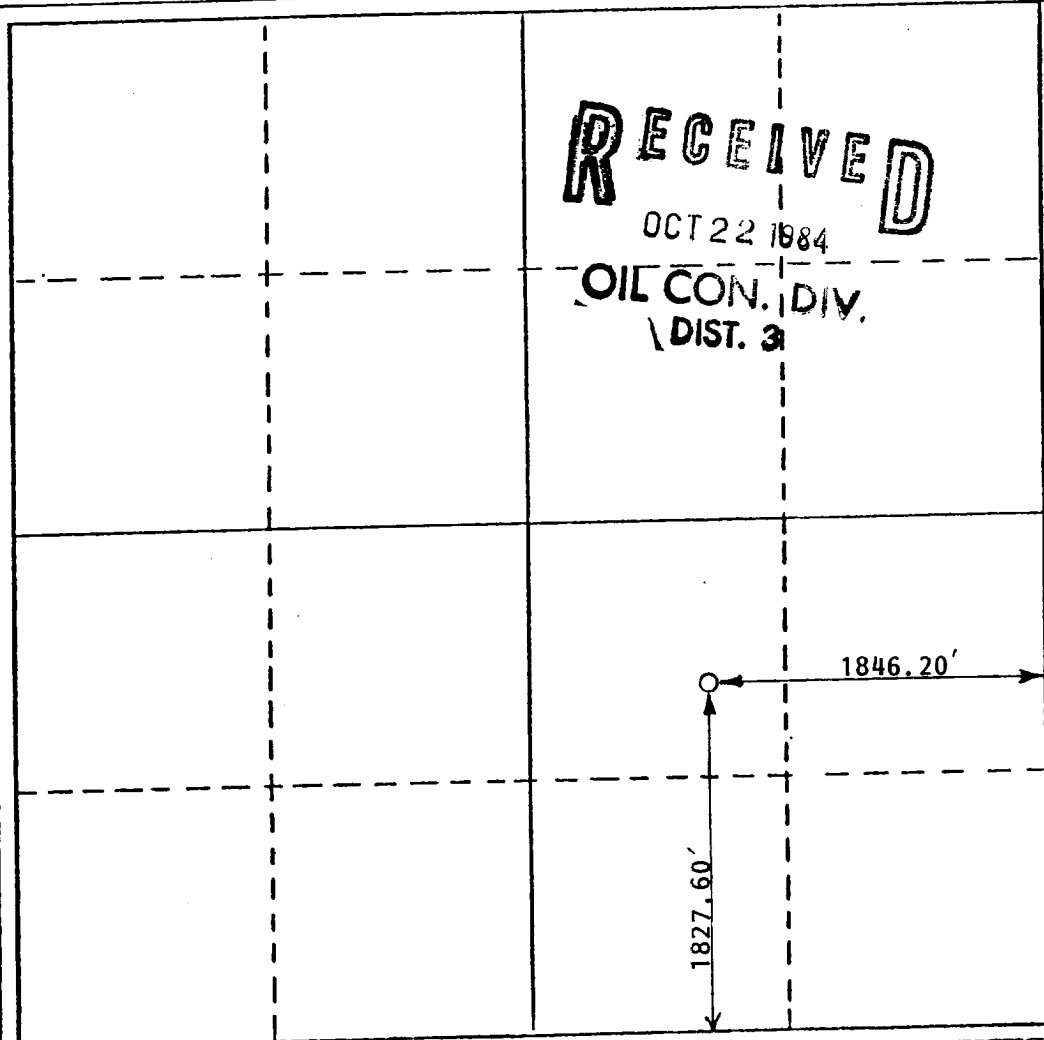 RECEIVED
OCT 22 1984
OIL CON. DIV.
DIST. 3
1846.20′
1827.60′